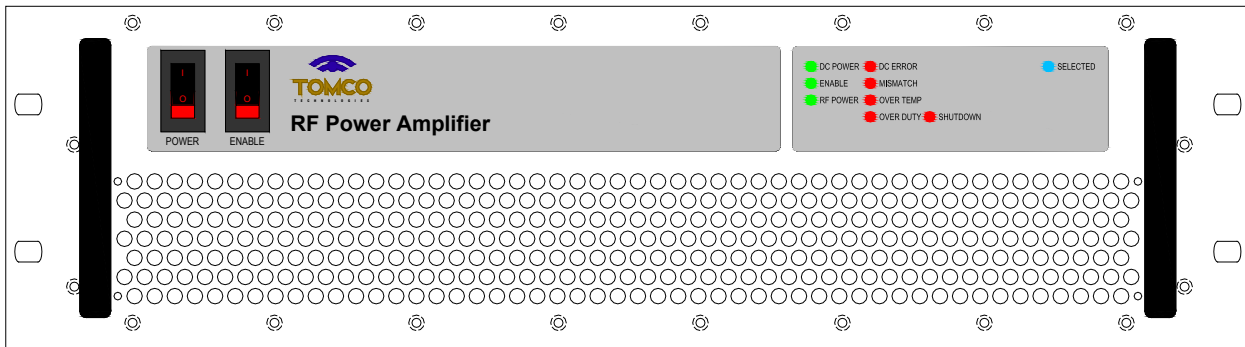 TOMCO
TECHNOLOGIES
RF Power Amplifier
I
O
POWER
I
O
ENABLE
DC POWER
DC ERROR
SELECTED
ENABLE
MISMATCH
RF POWER
OVER TEMP
OVER DUTY
SHUTDOWN